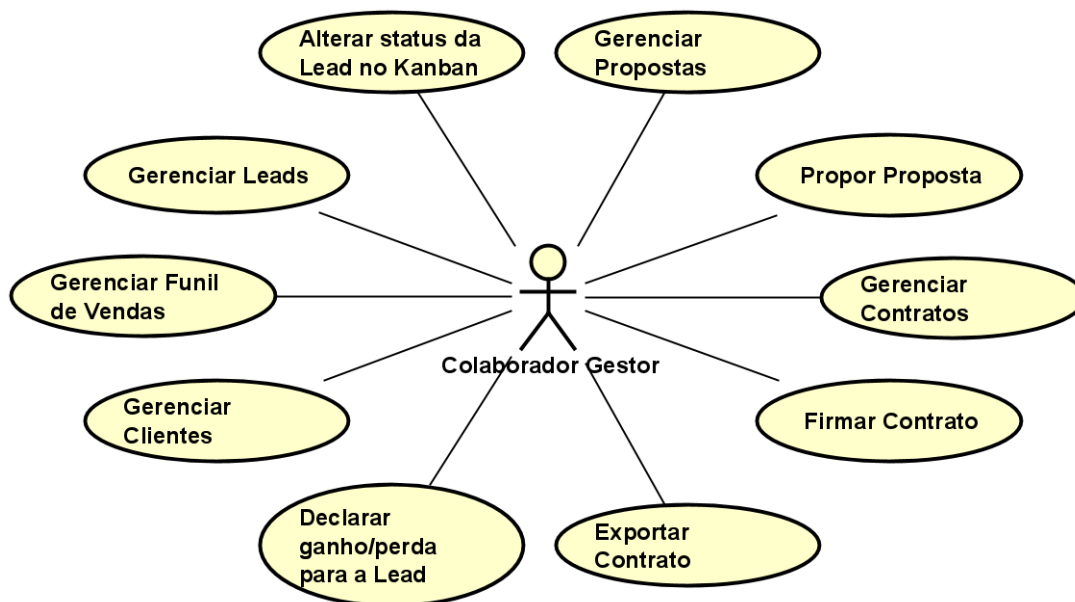 Alterar status da
Lead no Kanban
Gerenciar
Propostas
Gerenciar Leads
Propor Proposta
Gerenciar Funil
de Vendas
Gerenciar
Contratos
Colaborador Gestor
Gerenciar
Clientes
Firmar Contrato
Declarar
ganho/perda
para a Lead
Exportar
Contrato